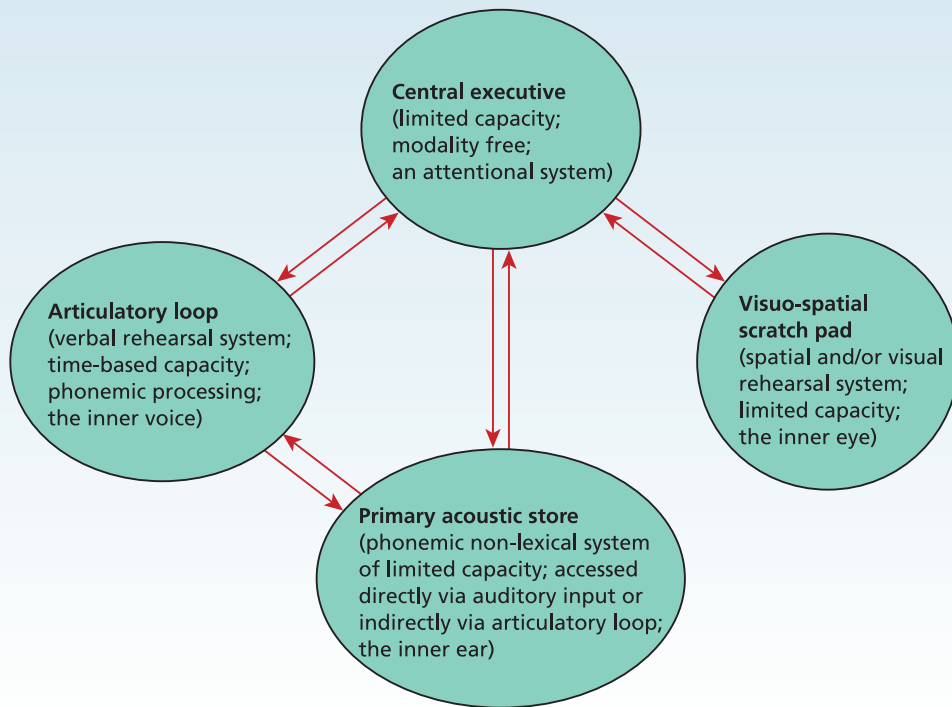 Central executive
(limited capacity;
modality free;
an attentional system)
Articulatory loop
(verbal rehearsal system;
time-based capacity;
phonemic processing;
the inner voice)
Visuo-spatial
scratch pad
(spatial and/or visual
rehearsal system;
limited capacity;
the inner eye)
Primary acoustic store
(phonemic non-lexical system
of limited capacity; accessed
directly via auditory input or
indirectly via articulatory loop;
the inner ear)